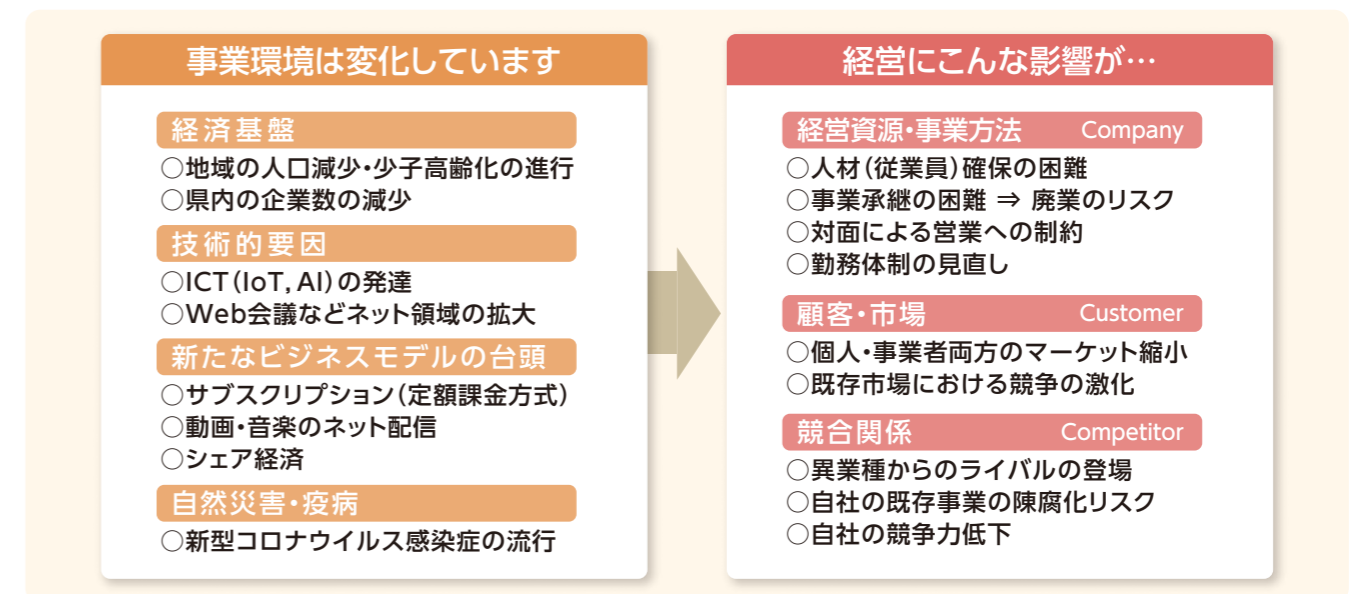 事業環境は変化しています
経済基盤
○地域の人口減少・少子高齢化の進行
○県内の企業数の減少
技術的要因
○ICT（IoT，AI）の発達
○Web会議などネット領域の拡大
新たなビジネスモデルの台頭
○サブスクリプション（定額課金方式）
○動画・音楽のネット配信
○シェア経済
自然災害・疫病
○新型コロナウイルス感染症の流行
経営にこんな影響が…
経営資源・事業方法 Company
○人材（従業員）確保の困難
○事業承継の困難 ⇒ 廃業のリスク
○対面による営業への制約
○勤務体制の見直し
顧客・市場 Customer
○個人・事業者両方のマーケット縮小
○既存市場における競争の激化
競合関係 Competitor
○異業種からのライバルの登場
○自社の既存事業の陳腐化リスク
○自社の競争力低下